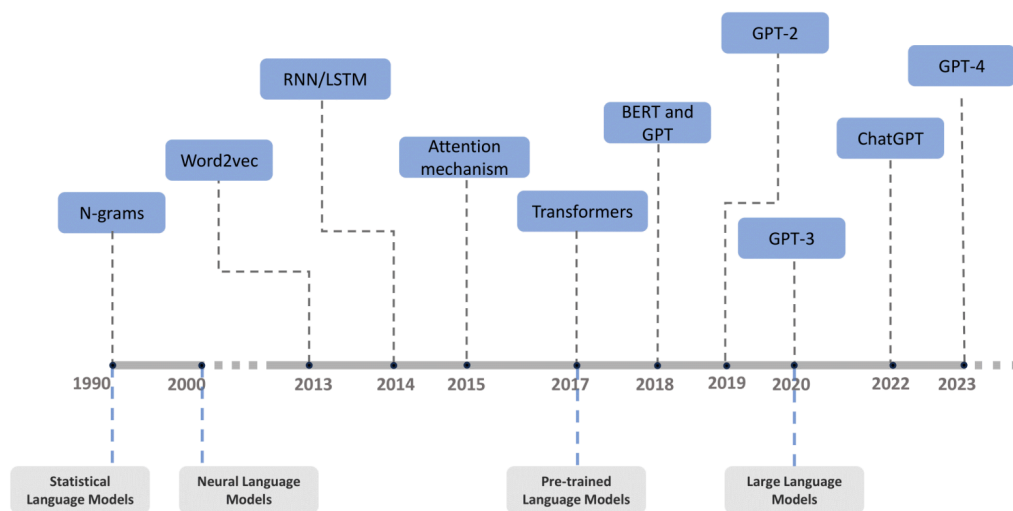 GPT-2
GPT-4
RNN/LSTM
BERT and
GPT
ChatGPT
Attention
mechanism
Word2vec
N-grams
Transformers
GPT-3
1990
2000
2013
2014
2015
2017
2018
2019
2020
2022
2023
Statistical
Language Models
Neural Language
Models
Pre-trained
Language Models
Large Language
Models